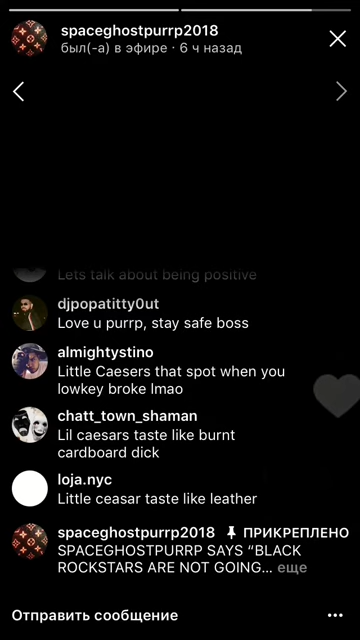 spaceghostpurrp2018
был(-а) в эфире · 6 ч назад
Lets talk about being positive
djpopatitty0ut
Love u purrp, stay safe boss
almightystino
Little Caesers that spot when you
lowkey broke lmao
chatt_town_shaman
Lil caesars taste like burnt
cardboard dick
loja.nyc
Little ceasar taste like leather
spaceghostpurrp2018 ПРИКРЕПЛЕНО
SPACEGHOSTPURRP SAYS “BLACK
ROCKSTARS ARE NOT GOING... еще
Отправить сообщение